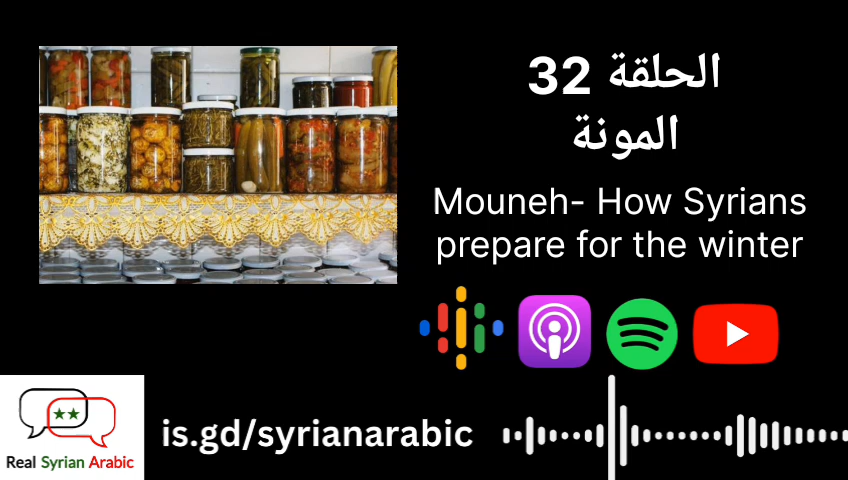 الحلقة 32
المونة
Mouneh- How Syrians
prepare for the winter
Real Syrian Arabic
is.gd/syrianarabic